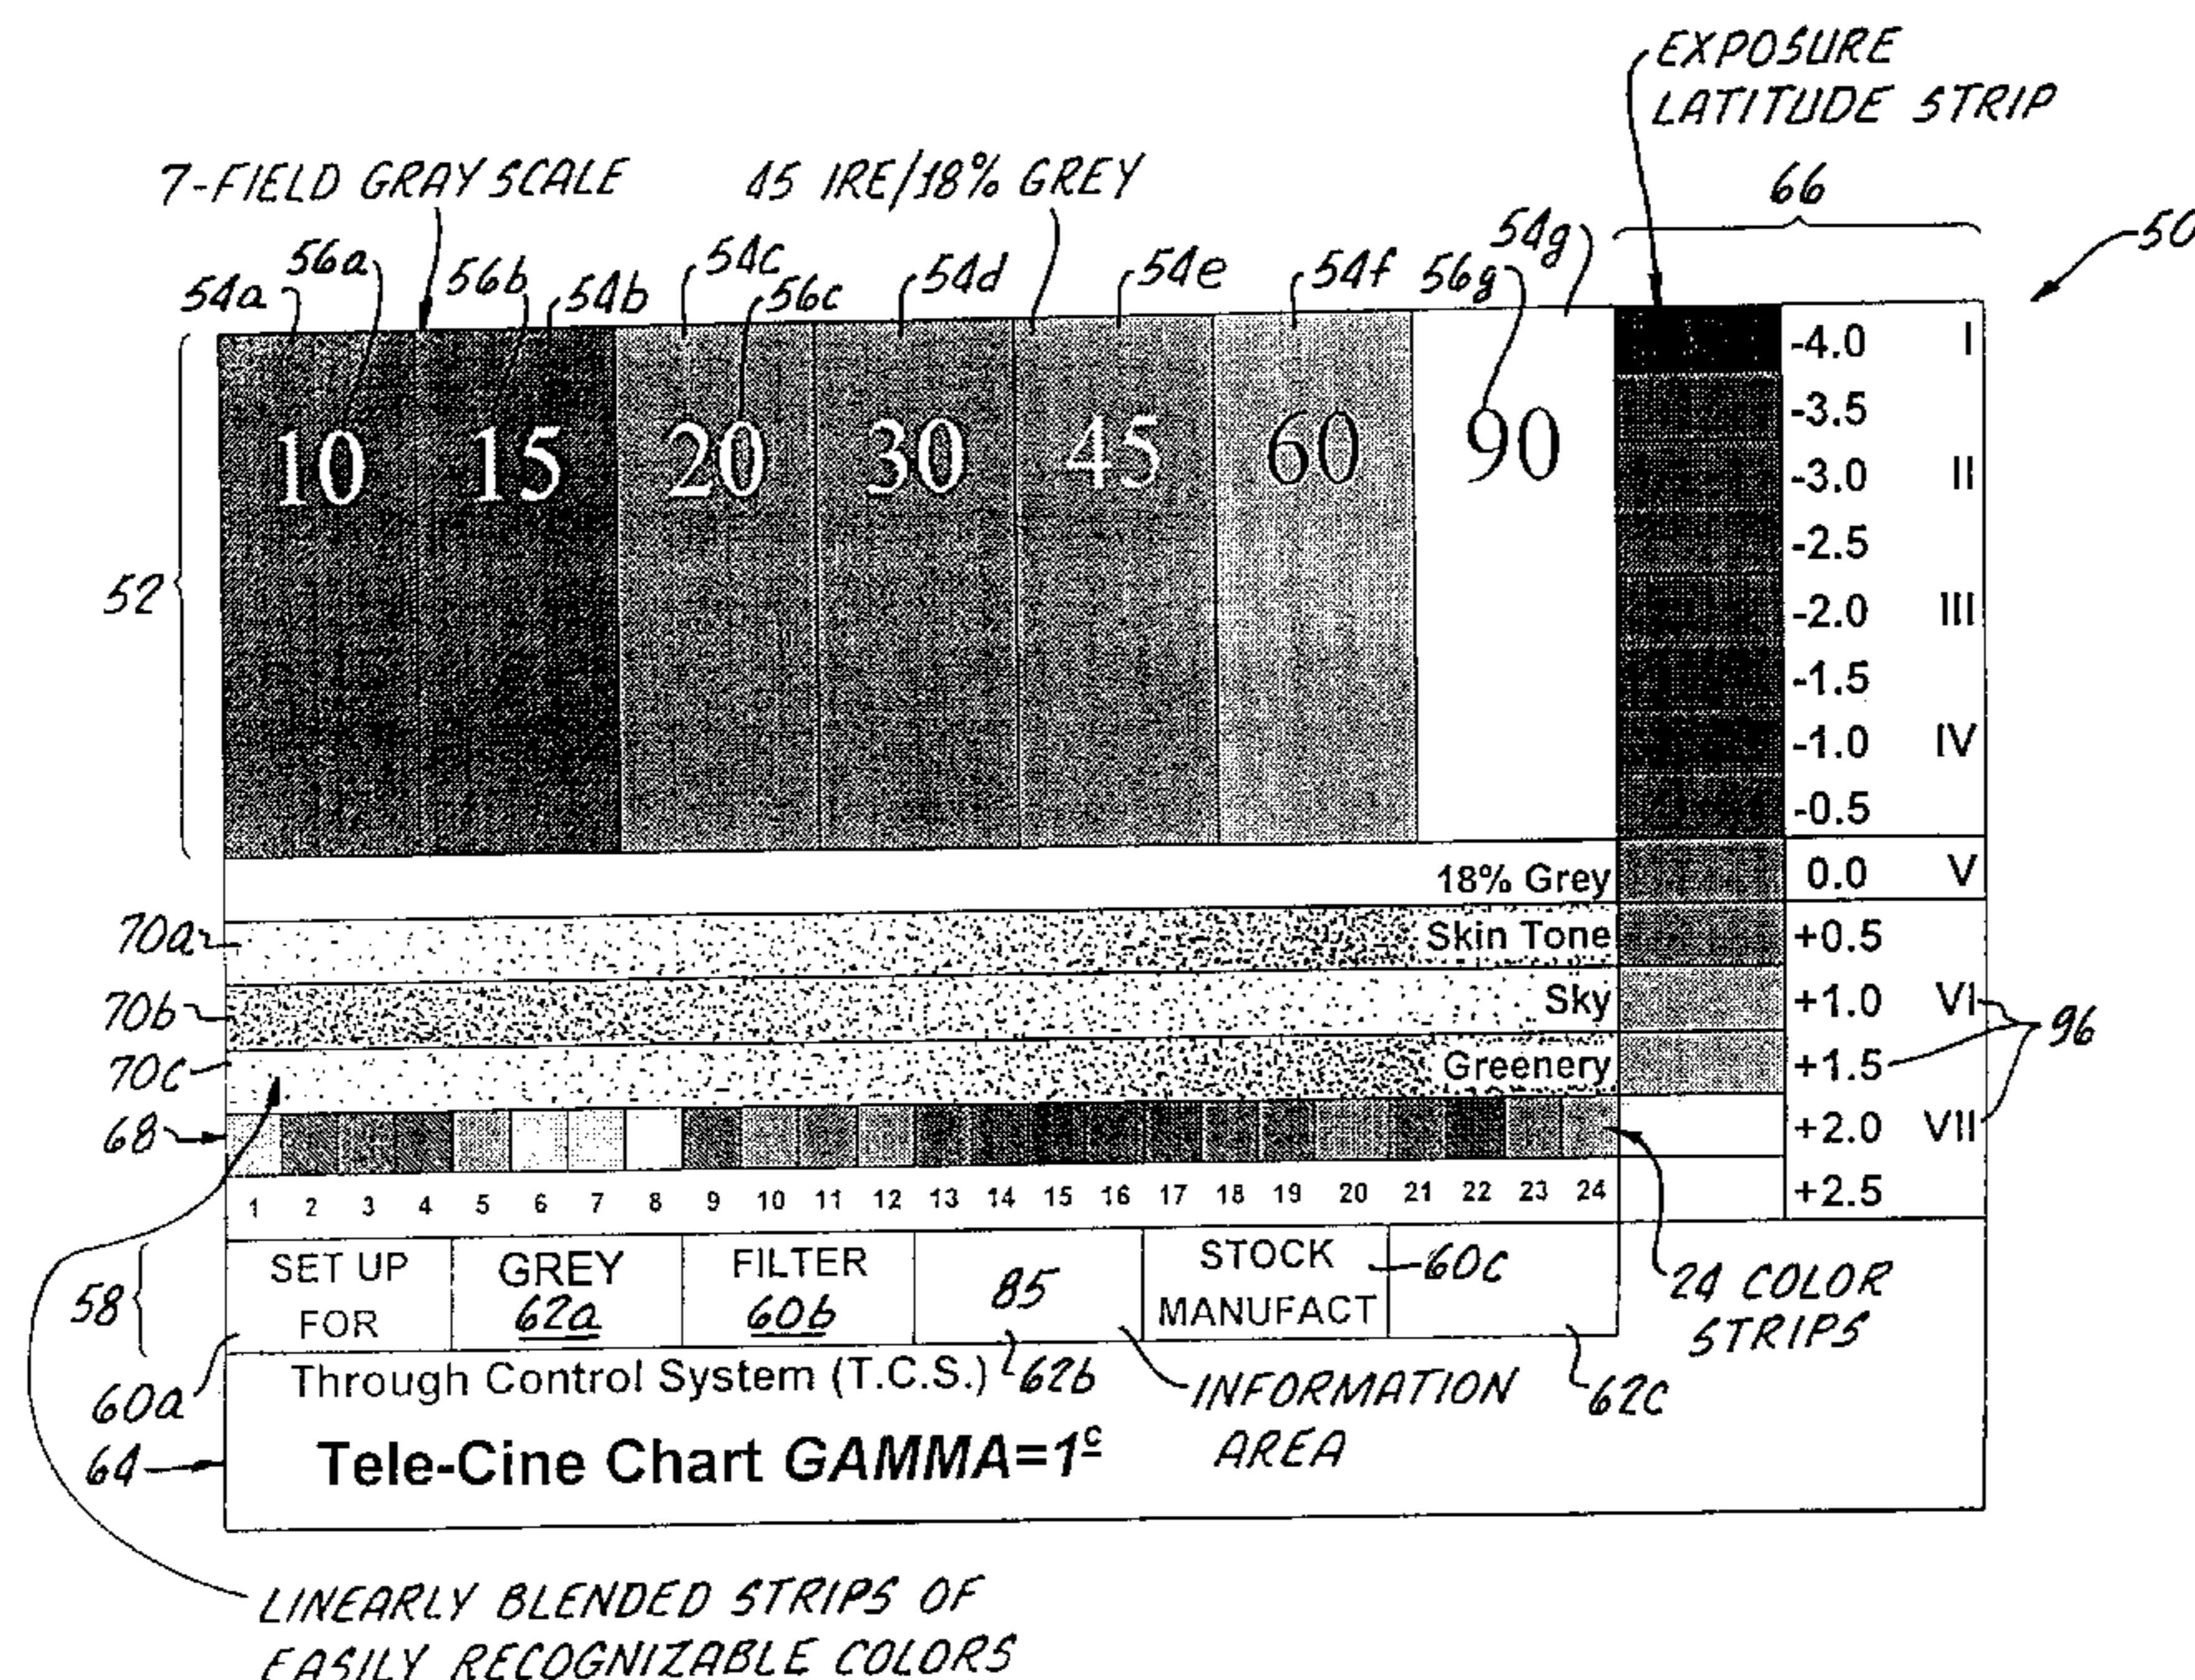 EXPOSURE
LATITUDE STRIP
7-FIELD GRAY SCALE
45 IRE/18% GREY
66
50
54a
56a
56b
54b
54c
56c
54d
54e
54f
56g
54g
10
15
20
30
45
60
90
52
-4.0 I
-3.5
-3.0 II
-2.5
-2.0 III
-1.5
-1.0 IV
-0.5
18% Grey 0.0 V
70a Skin Tone +0.5
70b Sky +1.0 VI
96
70c Greenery +1.5
68 +2.0 VII
1 2 3 4 5 6 7 8 9 10 11 12 13 14 15 16 17 18 19 20 21 22 23 24 +2.5
58
SET UP
FOR
GREY
62a
FILTER
60b
85
STOCK
MANUFACT
60c
24 COLOR
STRIPS
60a
Through Control System (T.C.S.)
62b
INFORMATION
AREA
62c
64
Tele-Cine Chart GAMMA=1c
LINEARLY BLENDED STRIPS OF
EASILY RECOGNIZABLE COLORS